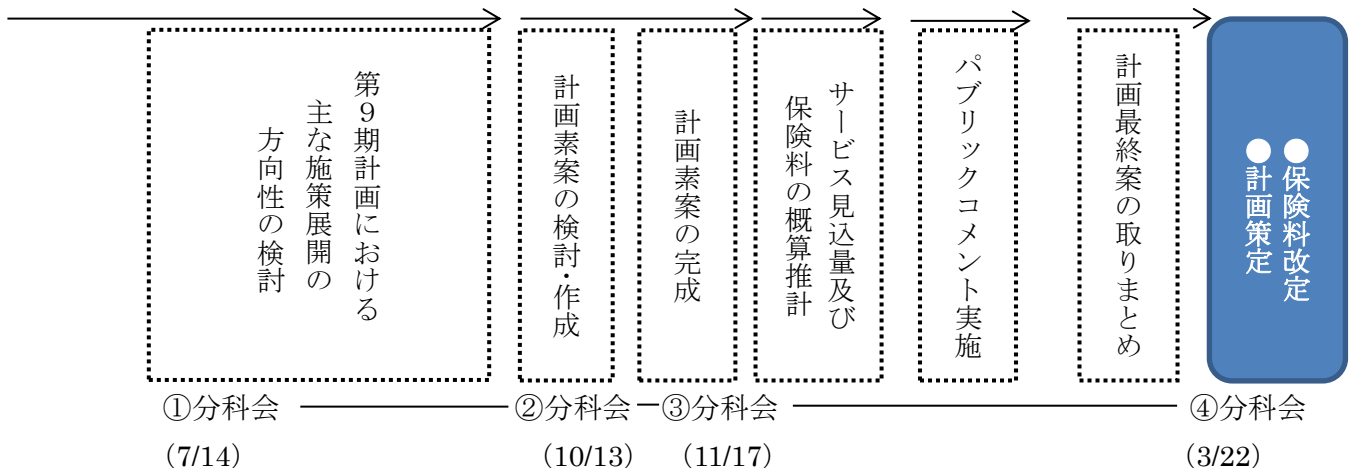 第９期計画における
主な施策展開の
方向性の検討
計画素案の検討・作成
計画素案の完成
サービス見込量及び
保険料の概算推計
パブリックコメント実施
計画最終案の取りまとめ
●保険料改定
●計画策定
①分科会
②分科会
③分科会
④分科会
（7/14）
（10/13）
（11/17）
（3/22）